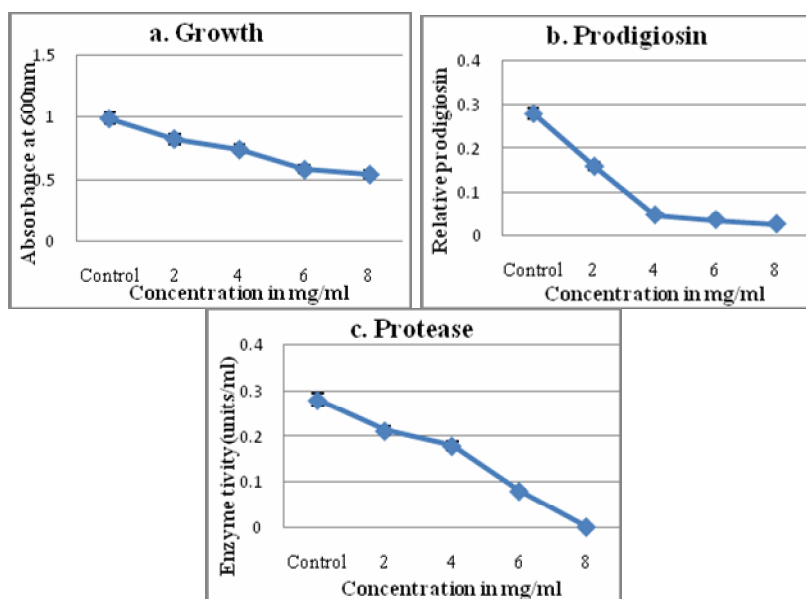 a. Growth
Absorbance at 600nm
1.5
1
0.5
0
Control 2 4 6 8
Concentration in mg/ml
b. Prodigiosin
Relative prodigiosin
0.4
0.3
0.2
0.1
0
Control 2 4 6 8
Concentration in mg/ml
c. Protease
Enzyme tivity (units/ml)
0.4
0.3
0.2
0.1
0
Control 2 4 6 8
Concentration in mg/ml